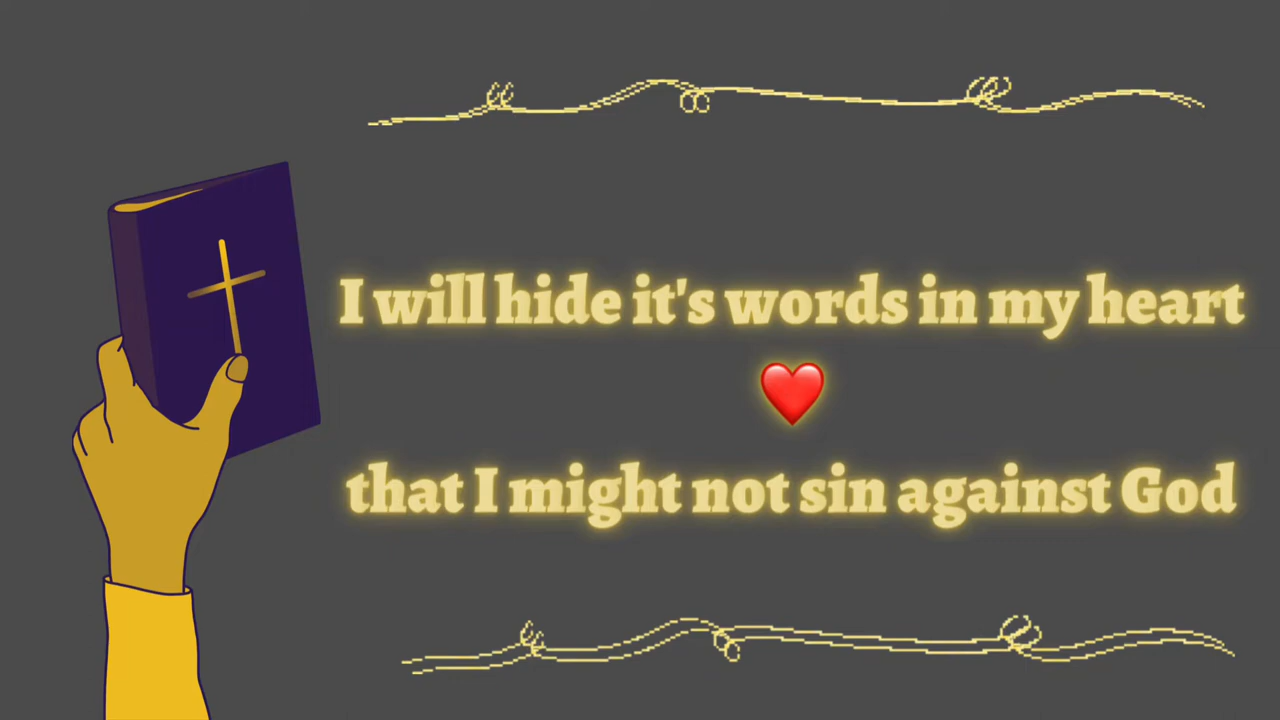 I will hide it's words in my heart
❤️
that I might not sin against God